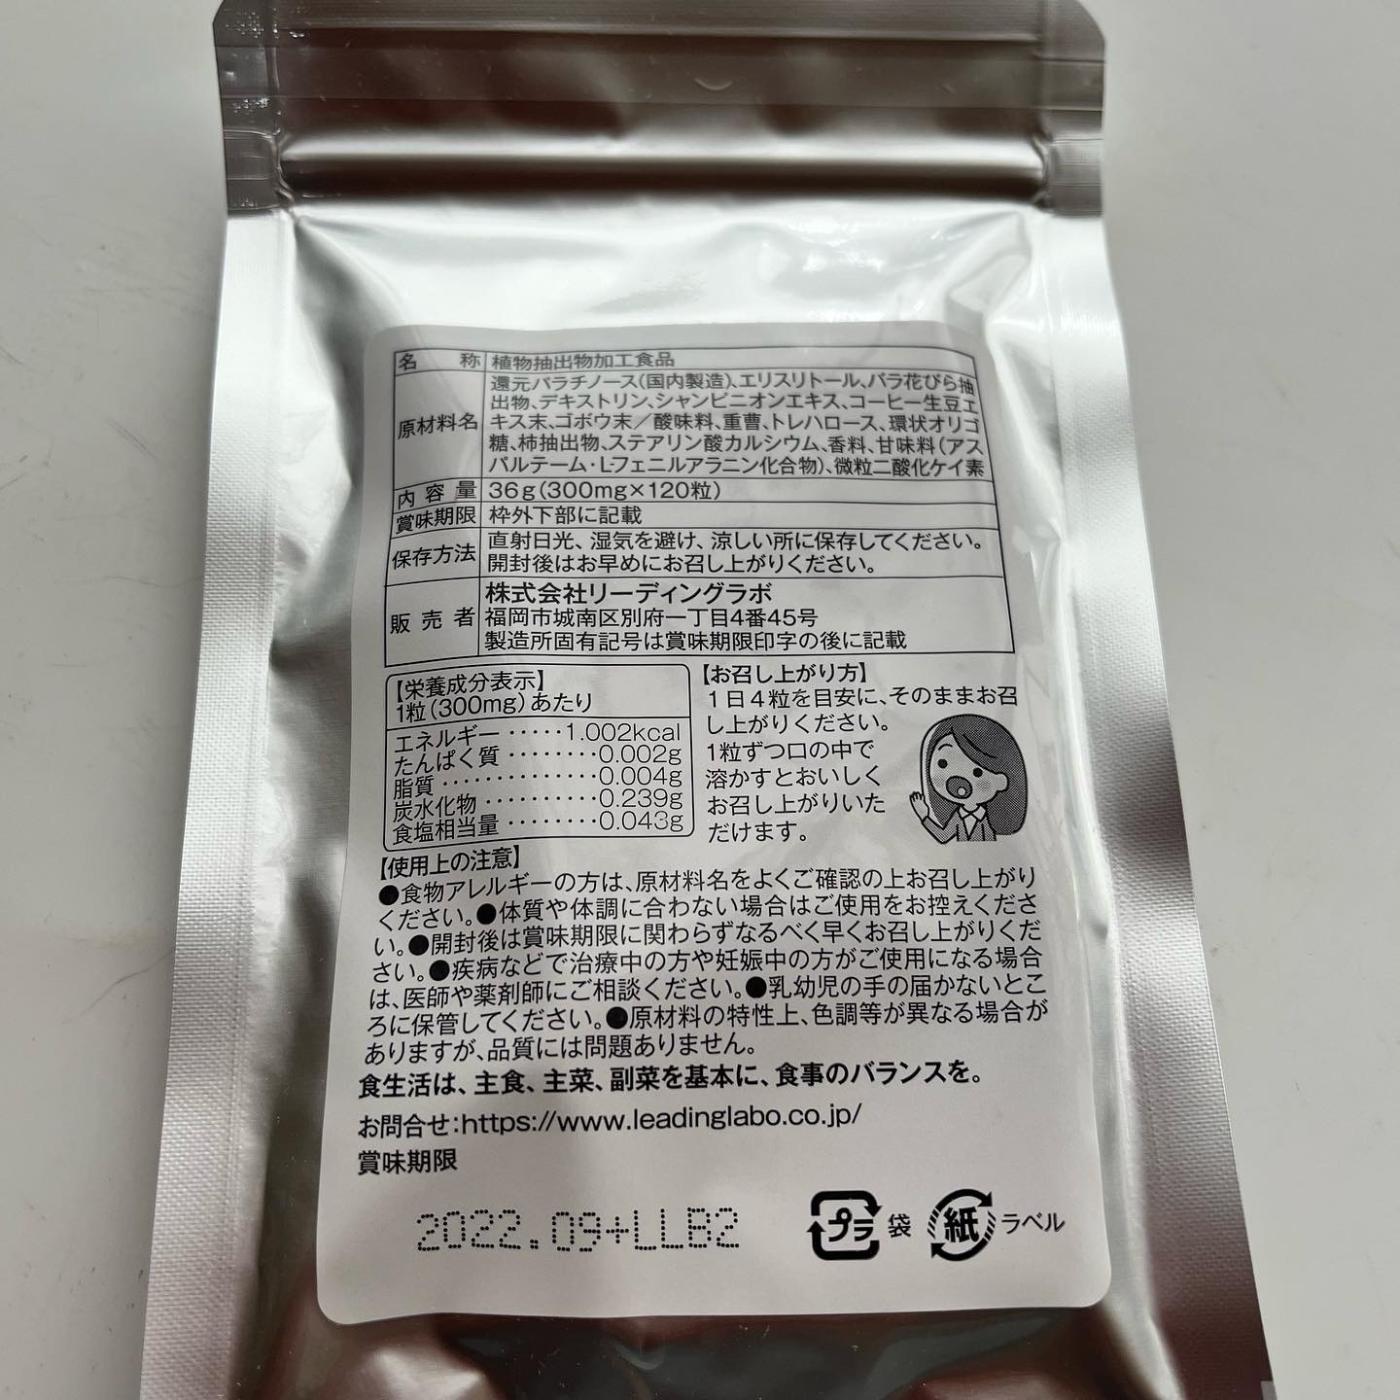 名称 植物抽出物加工食品
原材料名 還元パラチノース(国内製造)、エリスリトール、バラ花びら抽
出物、デキストリン、シャンピニオンエキス、コーヒー生豆エ
キス末、ゴボウ末／酸味料、重曹、トレハロース、環状オリゴ
糖、柿抽出物、ステアリン酸カルシウム、香料、甘味料(アス
パルテーム・L-フェニルアラニン化合物)、微粒二酸化ケイ素
内容量 36g(300mg×120粒)
賞味期限 枠外下部に記載
保存方法 直射日光、湿気を避け、涼しい所に保存してください。
開封後はお早めにお召し上がりください。
販売者 株式会社リーディングラボ
福岡市城南区別府一丁目4番45号
製造所固有記号は賞味期限印字の後に記載
【栄養成分表示】
1粒(300mg)あたり
エネルギー ‥‥‥1.002kcal
たんぱく質 ‥‥‥‥0.002g
脂質 ‥‥‥‥‥‥0.004g
炭水化物 ‥‥‥‥‥0.239g
食塩相当量 ‥‥‥‥0.043g
【お召し上がり方】
1日4粒を目安に、そのままお召
し上がりください。
1粒ずつ口の中で
溶かすとおいしく
お召し上がりいた
だけます。
【使用上の注意】
●食物アレルギーの方は、原材料名をよくご確認の上お召し上がり
ください。●体質や体調に合わない場合はご使用をお控えくださ
い。●開封後は賞味期限に関わらずなるべく早くお召し上がりくだ
さい。●疾病などで治療中の方や妊娠中の方がご使用になる場合
は、医師や薬剤師にご相談ください。●乳幼児の手の届かないとこ
ろに保管してください。●原材料の特性上、色調等が異なる場合が
ありますが、品質には問題ありません。
食生活は、主食、主菜、副菜を基本に、食事のバランスを。
お問合せ:https://www.leadinglabo.co.jp/
賞味期限
2022.09+LLB2
プラ 袋 紙 ラベル